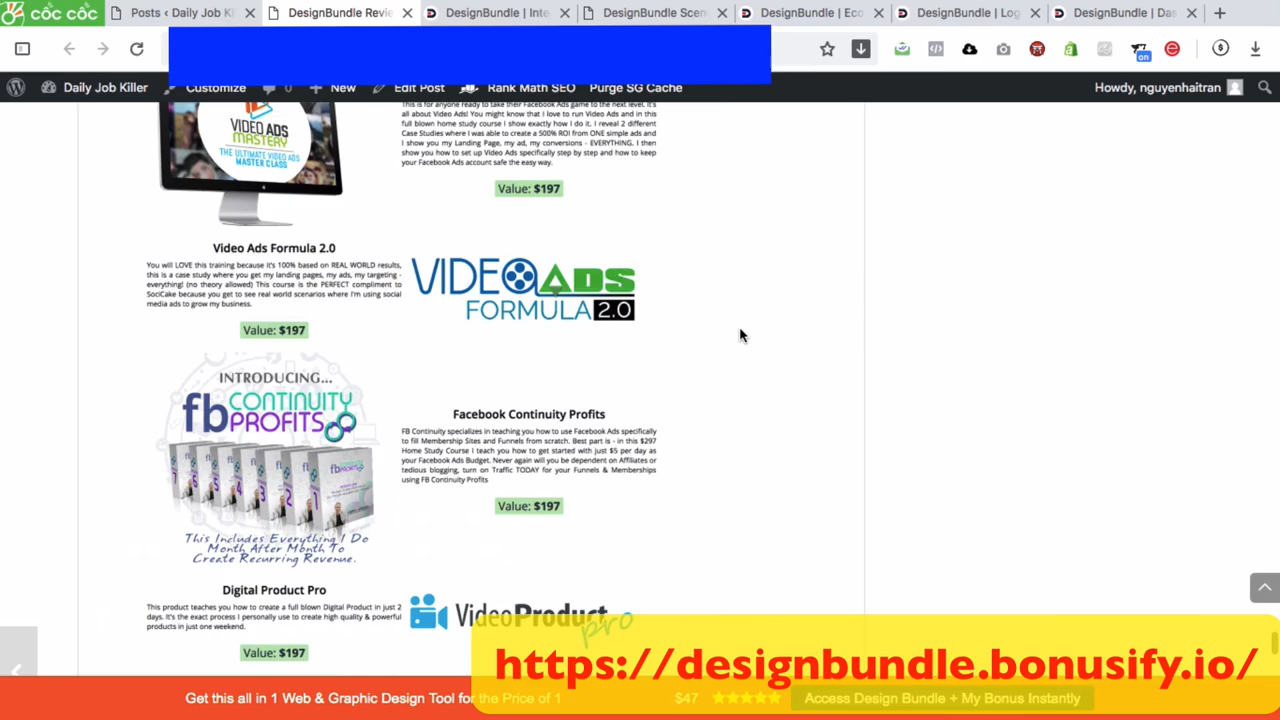 cốc cốc
Posts ‹ Daily Job Ki
DesignBundle Revie
DesignBundle | Inte
DesignBundle Scen
DesignBundle | Eco
DesignBundle | Log
DesignBundle | Das
on
Daily Job Killer
Customize
0
New
Edit Post
Rank Math SEO
Purge SG Cache
Howdy, nguyenhaitran
VIDEO ADS
MASTERY
THE ULTIMATE VIDEO ADS
MASTER CLASS
This is for anyone ready to take their Facebook Ads game to the next level. It's
all about Video Ads! You might know that I love to run Video Ads and in this
full blown home study course I show exactly how I do it. I reveal 2 different
Case Studies where I was able to create a 500% ROI from ONE simple ads and
I show you my Landing Page, my ad, my conversions - EVERYTHING. I then
show you how to set up Video Ads specifically step by step and how to keep
your Facebook Ads account safe the easy way.
Value: $197
Video Ads Formula 2.0
You will LOVE this training because it's 100% based on REAL WORLD results,
this is a case study where you get my landing pages, my ads, my targeting -
everything! (no theory allowed) This course is the PERFECT compliment to
SociCake because you get to see real world scenarios where I'm using social
media ads to grow my business.
Value: $197
VIDEO ADS
FORMULA 2.0
INTRODUCING...
fb CONTINUITY
PROFITS
This Includes Everything I Do
Month After Month To
Create Recurring Revenue.
Facebook Continuity Profits
FB Continuity specializes in teaching you how to use Facebook Ads specifically
to fill Membership Sites and Funnels from scratch. Best part is - in this $297
Home Study Course I teach you how to get started with just $5 per day as
your Facebook Ads Budget. Never again will you be dependent on Affiliates or
tedious blogging, turn on Traffic TODAY for your Funnels & Memberships
using FB Continuity Profits
Value: $197
Digital Product Pro
This product teaches you how to create a full blown Digital Product in just 2
days. It's the exact process I personally use to create high quality & powerful
products in just one weekend.
Value: $197
VideoProduct
pro
https://designbundle.bonusify.io/
Get this all in 1 Web & Graphic Design Tool for the Price of 1
$47
Access Design Bundle + My Bonus Instantly